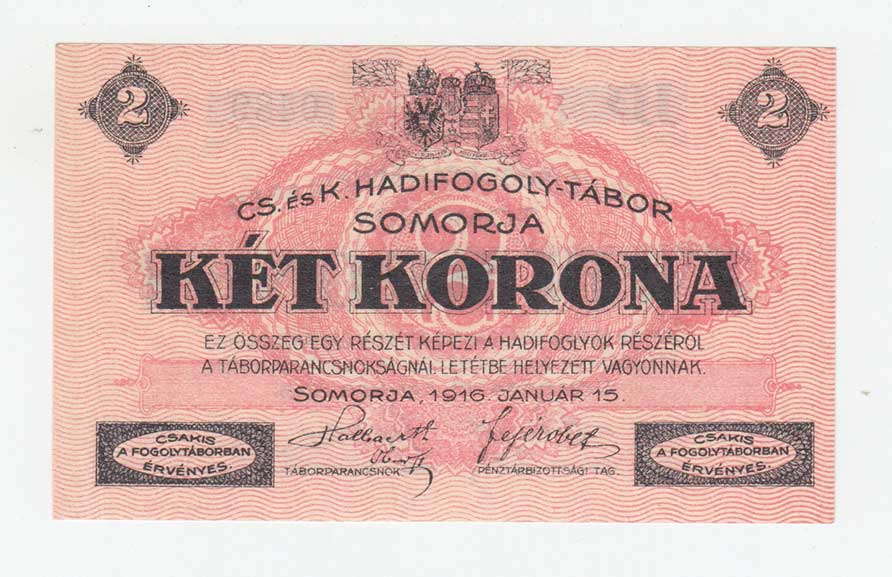 2 2
CS. és K. HADIFOGOLY-TÁBOR
SOMORJA
2
KÉT KORONA
EZ ÖSSZEG EGY RÉSZÉT KÉPEZI A HADIFOGLYOK RÉSZÉRŐL
A TÁBORPARANCSNOKSÁGNÁL LETÉTBE HELYEZETT VAGYONNAK.
SOMORJA, 1916. JANUÁR 15.
CSAKIS
A FOGOLYTÁBORBAN
ÉRVÉNYES.
TÁBORPARANCSNOK
PÉNZTÁRBIZOTTSÁGI TAG.
CSAKIS
A FOGOLYTÁBORBAN
ÉRVÉNYES.